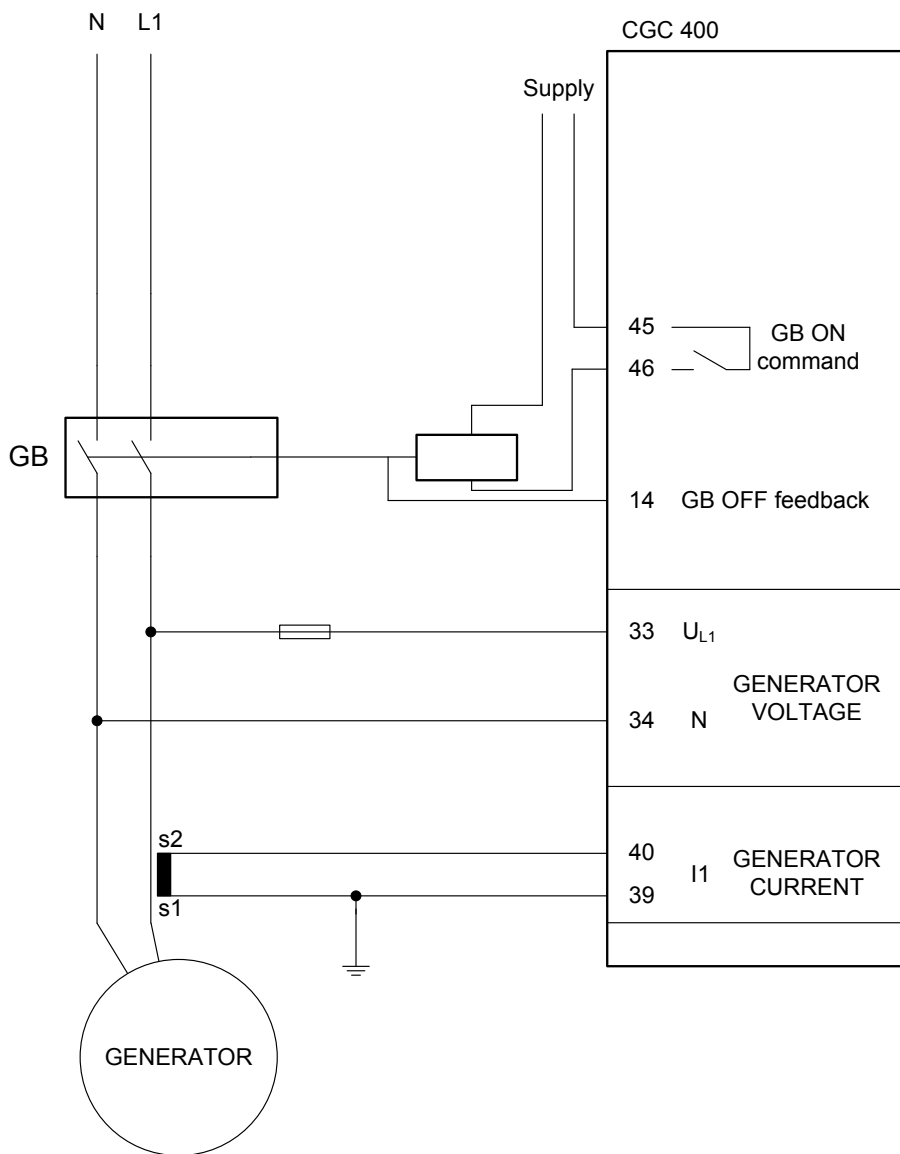 N L1
CGC 400
Supply
45
GB ON
command
46
GB
14 GB OFF feedback
33 UL1
GENERATOR
VOLTAGE
34 N
s2
40
I1 GENERATOR
CURRENT
39
s1
GENERATOR